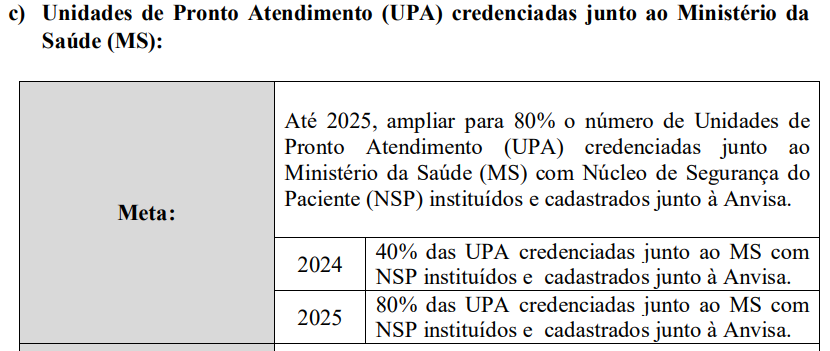 c) Unidades de Pronto Atendimento (UPA) credenciadas junto ao Ministério da
Saúde (MS):
Meta:
Até 2025, ampliar para 80% o número de Unidades de
Pronto Atendimento (UPA) credenciadas junto ao
Ministério da Saúde (MS) com Núcleo de Segurança do
Paciente (NSP) instituídos e cadastrados junto à Anvisa.
2024
40% das UPA credenciadas junto ao MS com
NSP instituídos e cadastrados junto à Anvisa.
2025
80% das UPA credenciadas junto ao MS com
NSP instituídos e cadastrados junto à Anvisa.